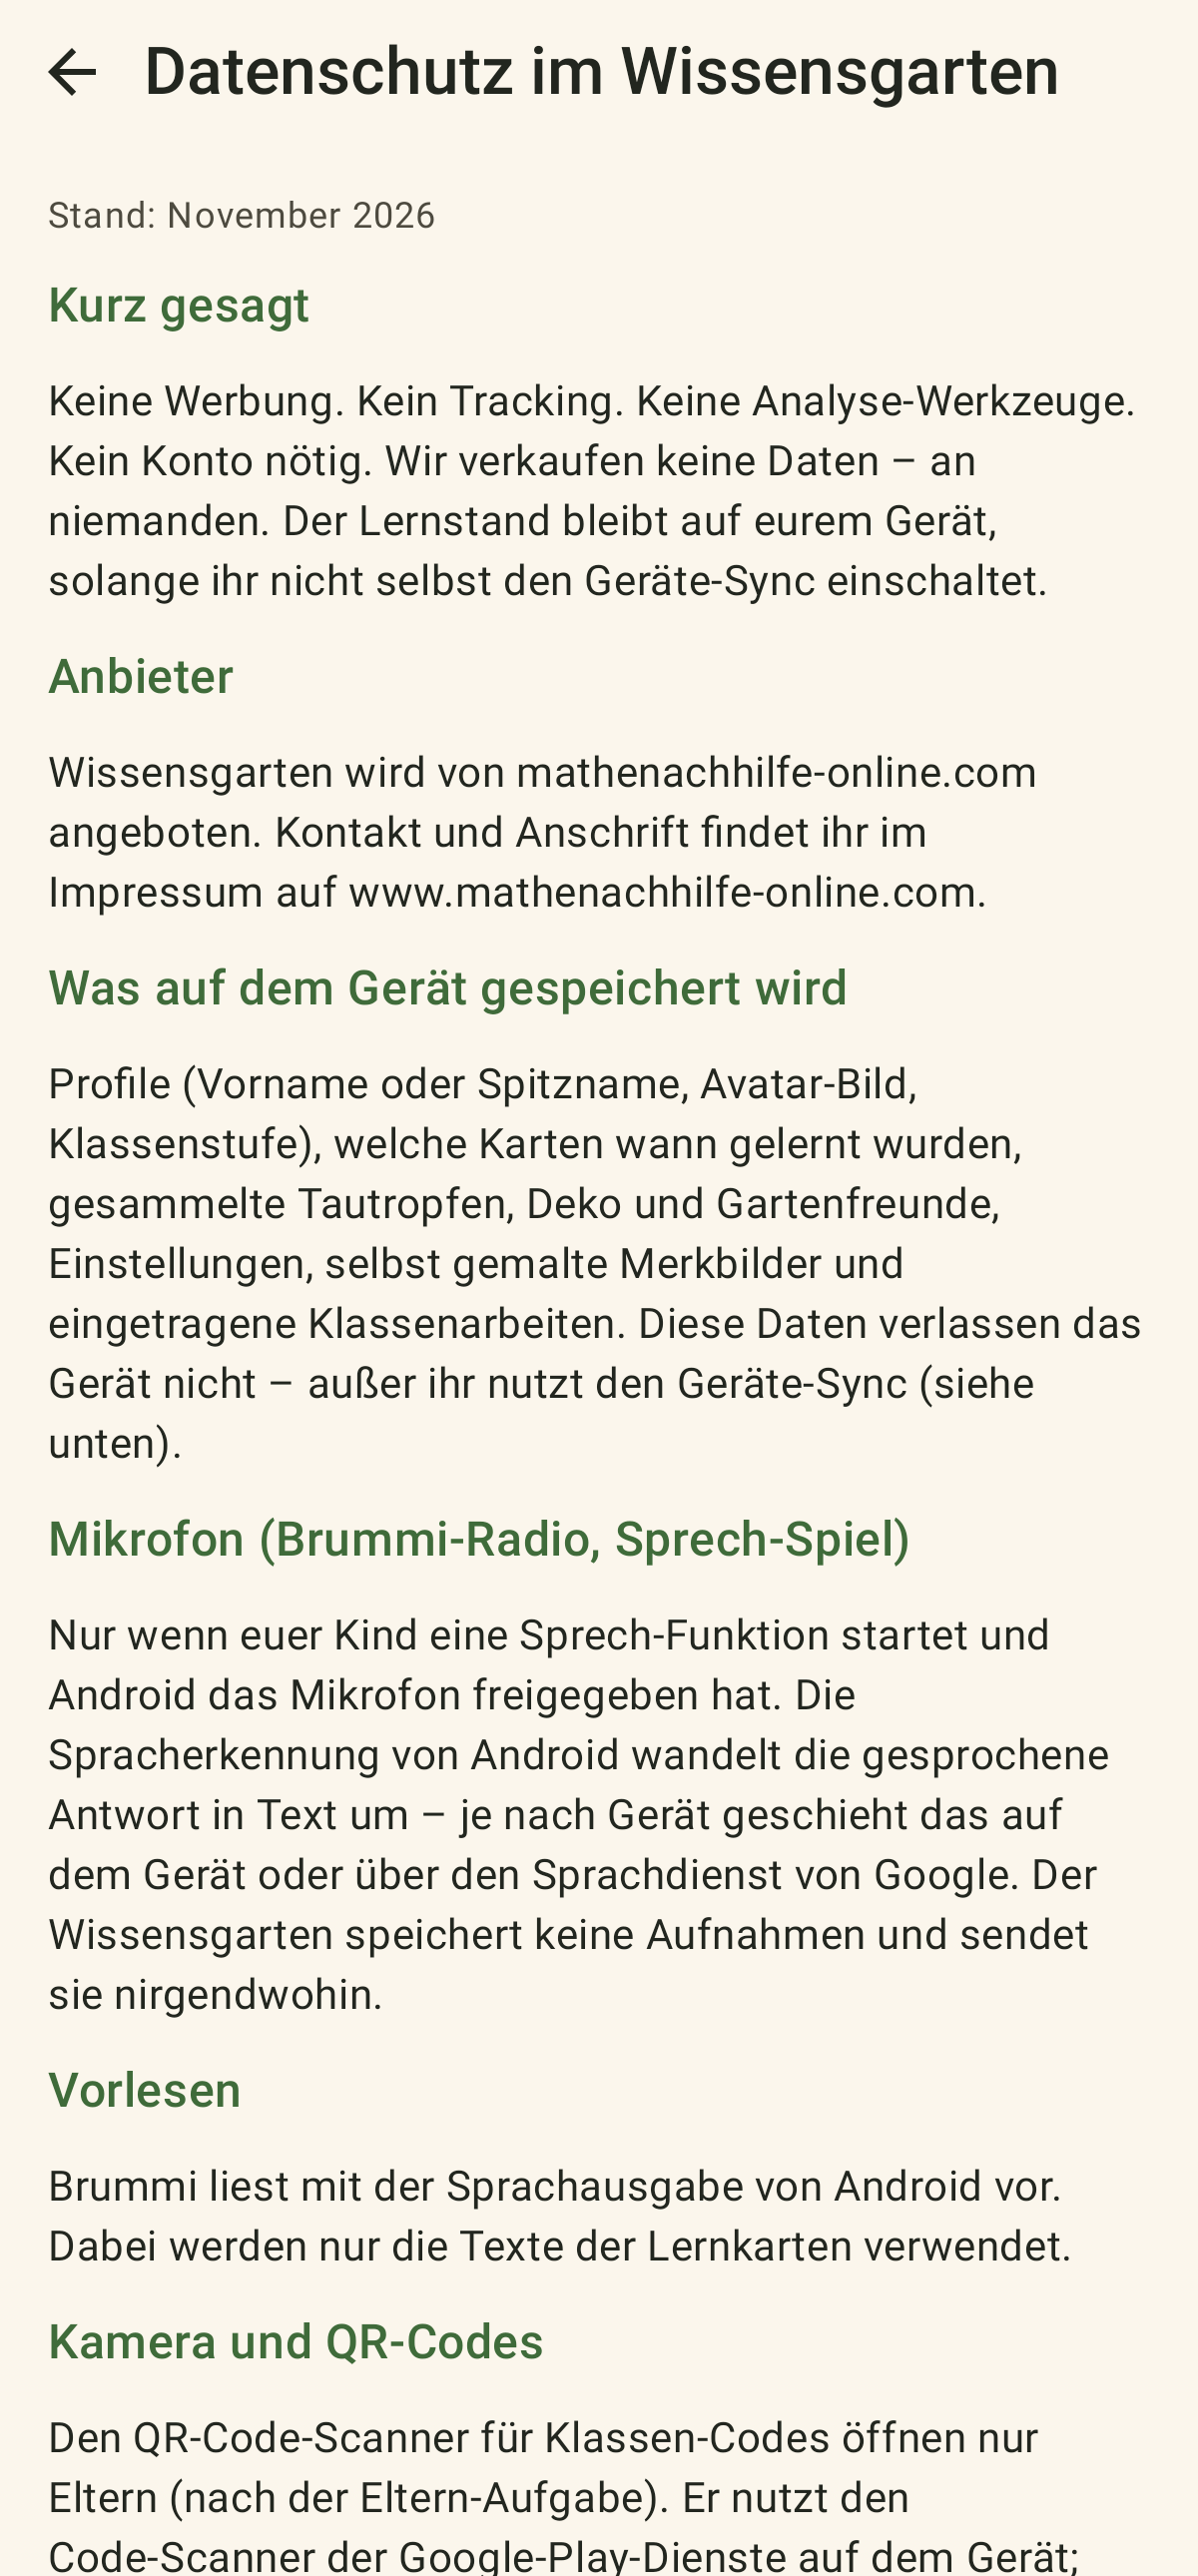 Datenschutz im Wissensgarten
Stand: November 2026
Kurz gesagt
Keine Werbung. Kein Tracking. Keine Analyse-Werkzeuge.
Kein Konto nötig. Wir verkaufen keine Daten – an
niemanden. Der Lernstand bleibt auf eurem Gerät,
solange ihr nicht selbst den Geräte-Sync einschaltet.
Anbieter
Wissensgarten wird von mathenachhilfe-online.com
angeboten. Kontakt und Anschrift findet ihr im
Impressum auf www.mathenachhilfe-online.com.
Was auf dem Gerät gespeichert wird
Profile (Vorname oder Spitzname, Avatar-Bild,
Klassenstufe), welche Karten wann gelernt wurden,
gesammelte Tautropfen, Deko und Gartenfreunde,
Einstellungen, selbst gemalte Merkbilder und
eingetragene Klassenarbeiten. Diese Daten verlassen das
Gerät nicht – außer ihr nutzt den Geräte-Sync (siehe
unten).
Mikrofon (Brummi-Radio, Sprech-Spiel)
Nur wenn euer Kind eine Sprech-Funktion startet und
Android das Mikrofon freigegeben hat. Die
Spracherkennung von Android wandelt die gesprochene
Antwort in Text um – je nach Gerät geschieht das auf
dem Gerät oder über den Sprachdienst von Google. Der
Wissensgarten speichert keine Aufnahmen und sendet
sie nirgendwohin.
Vorlesen
Brummi liest mit der Sprachausgabe von Android vor.
Dabei werden nur die Texte der Lernkarten verwendet.
Kamera und QR-Codes
Den QR-Code-Scanner für Klassen-Codes öffnen nur
Eltern (nach der Eltern-Aufgabe). Er nutzt den
Code-Scanner der Google-Play-Dienste auf dem Gerät;